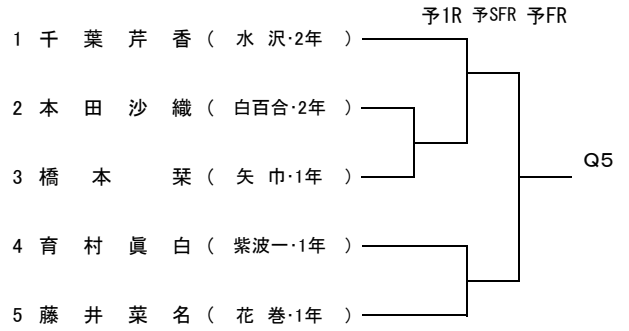 予1R 予SFR 予FR
1 千 葉 芹 香 ( 水 沢･2年 )
2 本 田 沙 織 ( 白百合･2年 )
3 橋 本 栞 ( 矢 巾･1年 )
Q5
4 育 村 眞 白 ( 紫波一･1年 )
5 藤 井 菜 名 ( 花 巻･1年 )